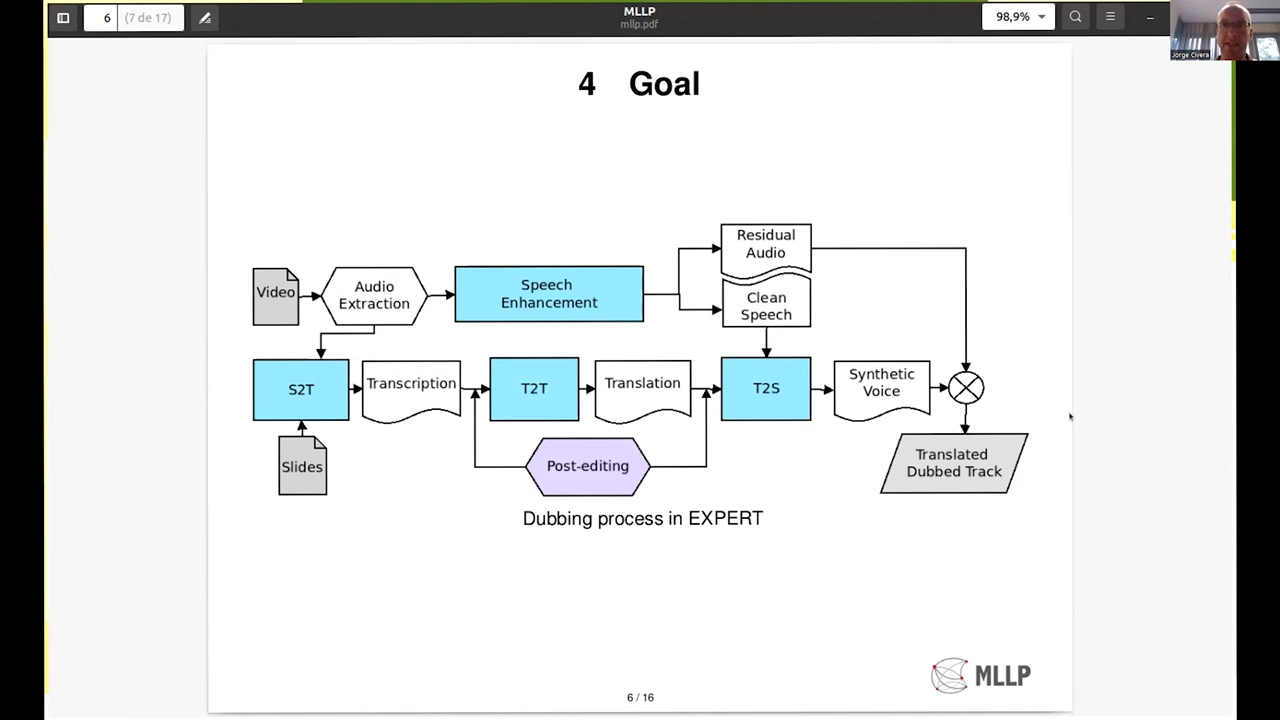 6
(7 de 17)
MLLP
mllp.pdf
98,9%
Jorge Civera
4 Goal
Video
Audio
Extraction
Speech
Enhancement
Residual
Audio
Clean
Speech
S2T
Transcription
T2T
Translation
T2S
Synthetic
Voice
Slides
Post-editing
Translated
Dubbed Track
Dubbing process in EXPERT
MLLP
6 / 16